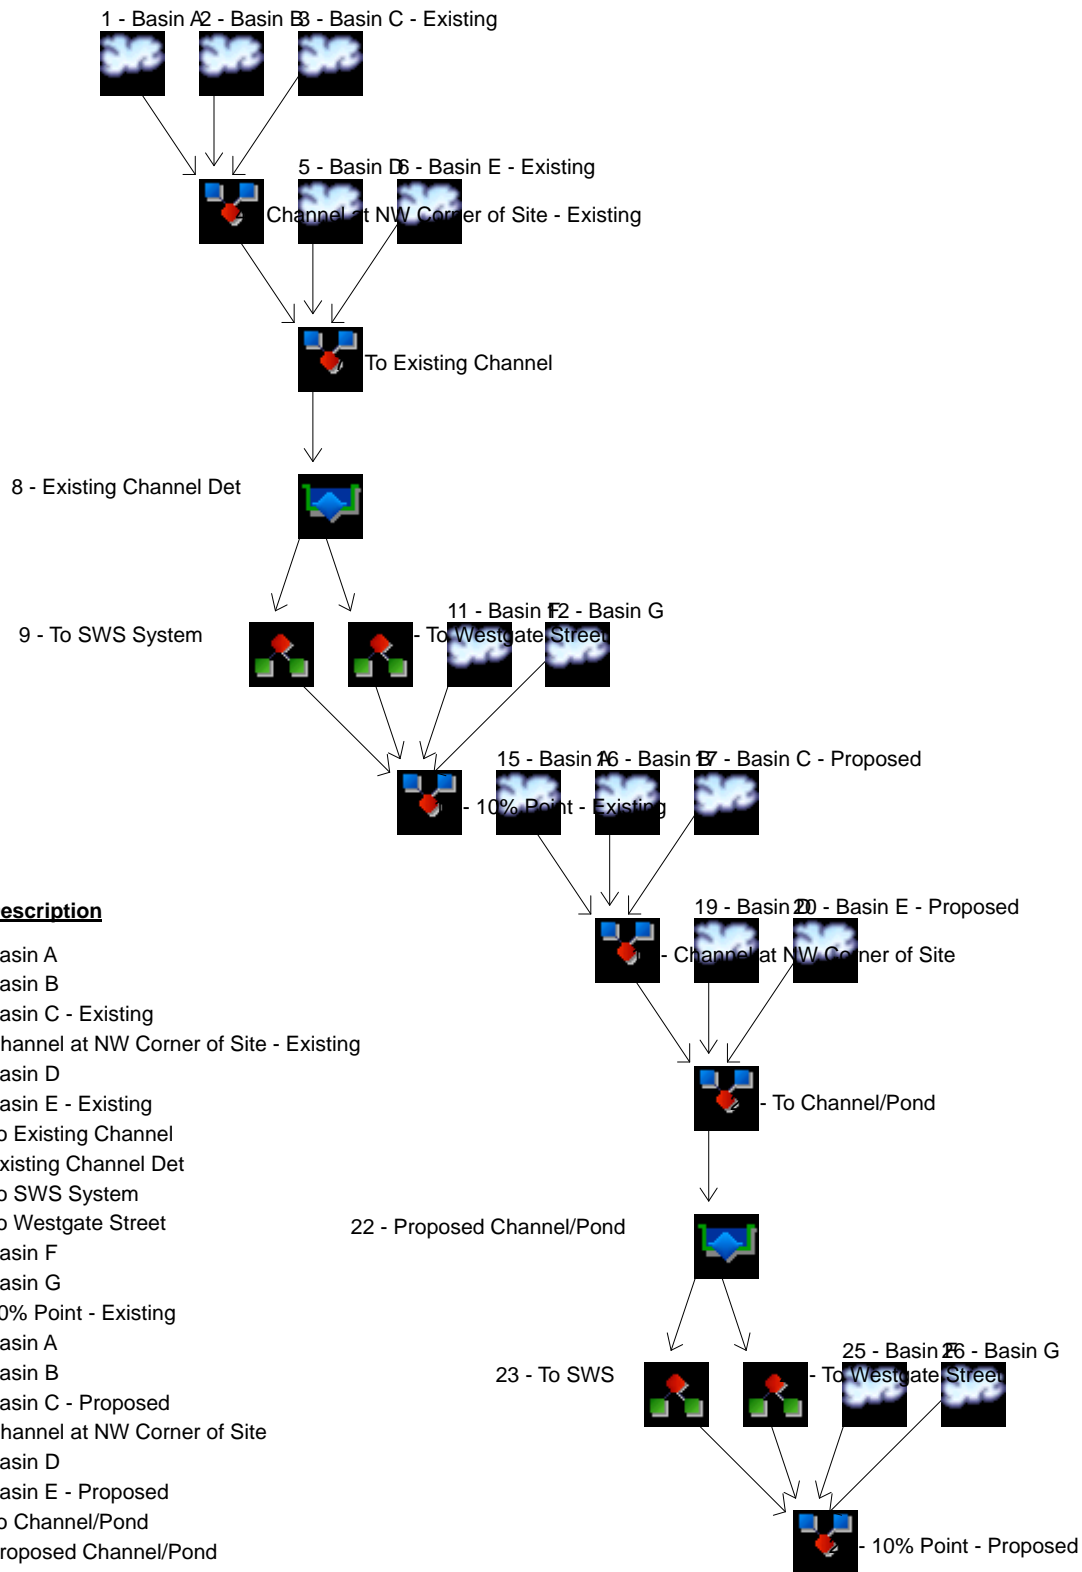 1 - Basin A
2 - Basin B
3 - Basin C - Existing
5 - Basin D
6 - Basin E - Existing
Channel at NW Corner of Site - Existing
To Existing Channel
8 - Existing Channel Det
11 - Basin F
12 - Basin G
9 - To SWS System
- To Westgate Street
15 - Basin A
16 - Basin B
17 - Basin C - Proposed
- 10% Point - Existing
19 - Basin D
20 - Basin E - Proposed
- Channel at NW Corner of Site
escription
asin A
asin B
asin C - Existing
hannel at NW Corner of Site - Existing
asin D
asin E - Existing
o Existing Channel
xisting Channel Det
o SWS System
o Westgate Street
asin F
asin G
0% Point - Existing
asin A
asin B
asin C - Proposed
hannel at NW Corner of Site
asin D
asin E - Proposed
o Channel/Pond
roposed Channel/Pond
- To Channel/Pond
22 - Proposed Channel/Pond
25 - Basin F
26 - Basin G
23 - To SWS
- To Westgate Street
- 10% Point - Proposed